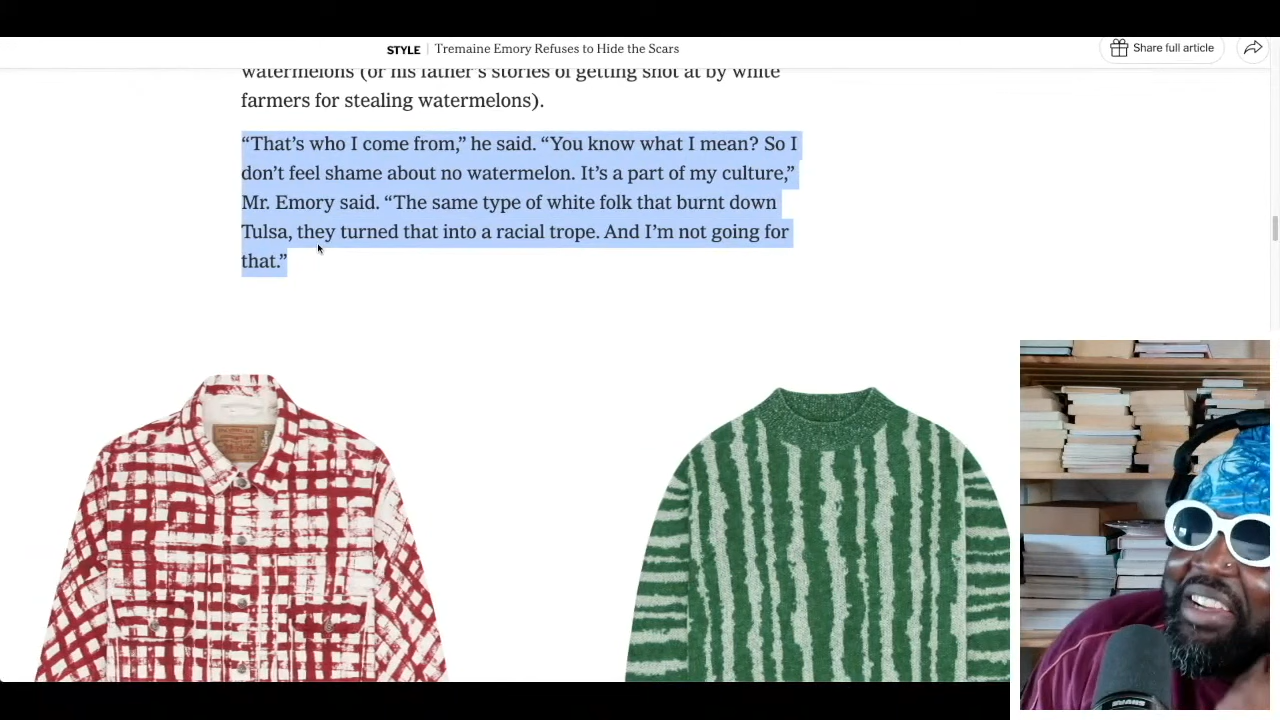 STYLE | Tremaine Emory Refuses to Hide the Scars
Share full article
watermelons (or his father's stories of getting shot at by white
farmers for stealing watermelons).
“That’s who I come from,” he said. “You know what I mean? So I
don’t feel shame about no watermelon. It’s a part of my culture,”
Mr. Emory said. “The same type of white folk that burnt down
Tulsa, they turned that into a racial trope. And I’m not going for
that.”
SHURE